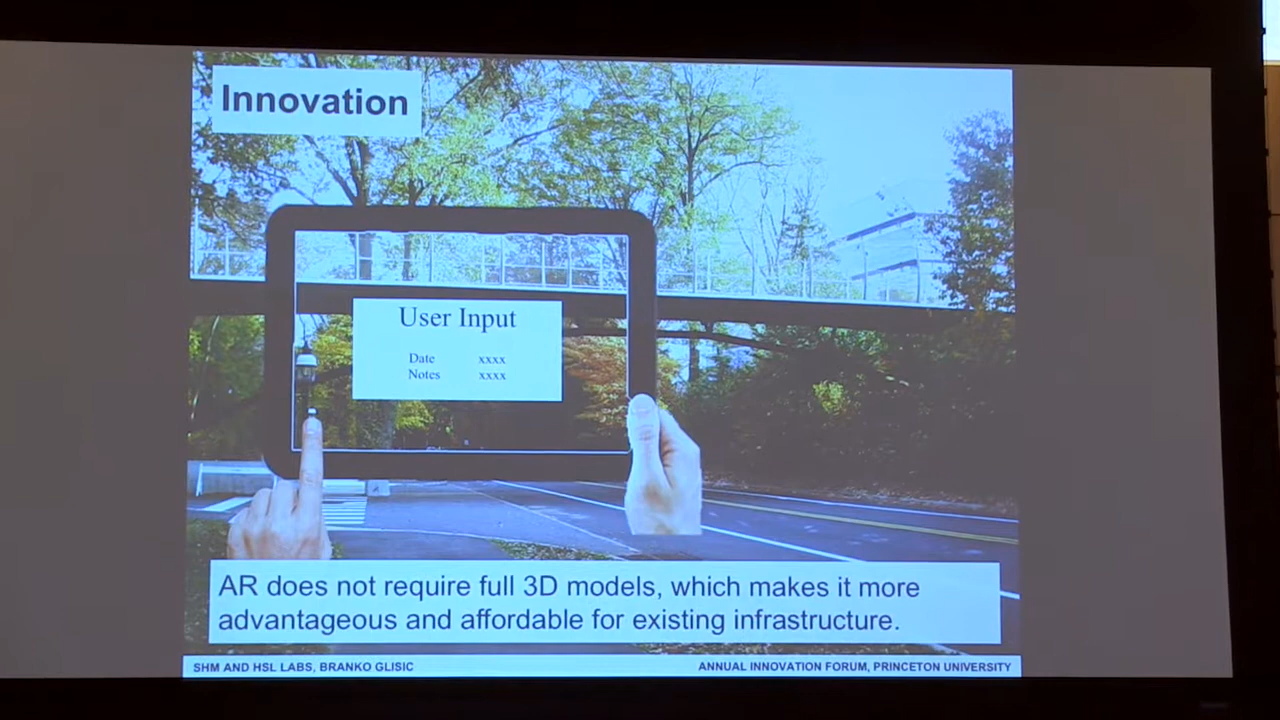 Innovation
User Input
Date xxxx
Notes xxxx
AR does not require full 3D models, which makes it more
advantageous and affordable for existing infrastructure.
SHM AND HSL LABS, BRANKO GLISIC ANNUAL INNOVATION FORUM, PRINCETON UNIVERSITY